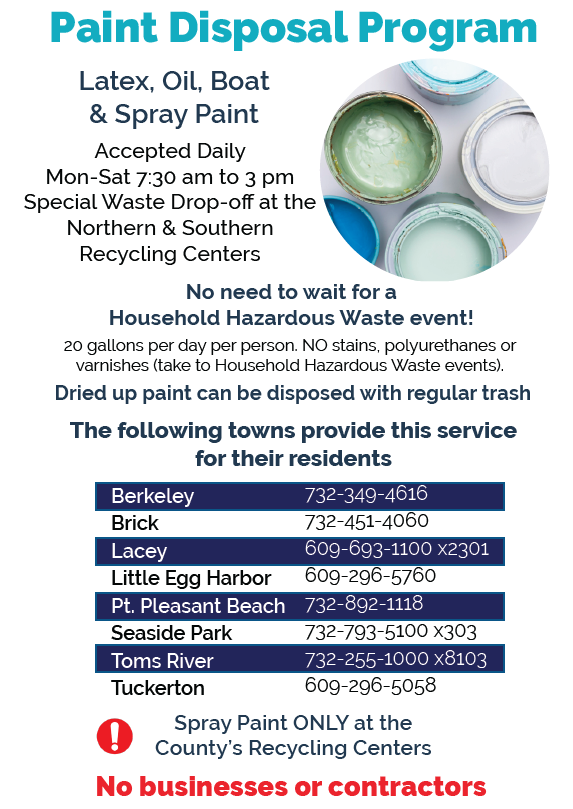 Paint Disposal Program
Latex, Oil, Boat
& Spray Paint
Accepted Daily
Mon-Sat 7:30 am to 3 pm
Special Waste Drop-off at the
Northern & Southern
Recycling Centers
No need to wait for a
Household Hazardous Waste event!
20 gallons per day per person. NO stains, polyurethanes or
varnishes (take to Household Hazardous Waste events).
Dried up paint can be disposed with regular trash
The following towns provide this service
for their residents
Berkeley 732-349-4616
Brick 732-451-4060
Lacey 609-693-1100 x2301
Little Egg Harbor 609-296-5760
Pt. Pleasant Beach 732-892-1118
Seaside Park 732-793-5100 x303
Toms River 732-255-1000 x8103
Tuckerton 609-296-5058
!
Spray Paint ONLY at the
County's Recycling Centers
No businesses or contractors